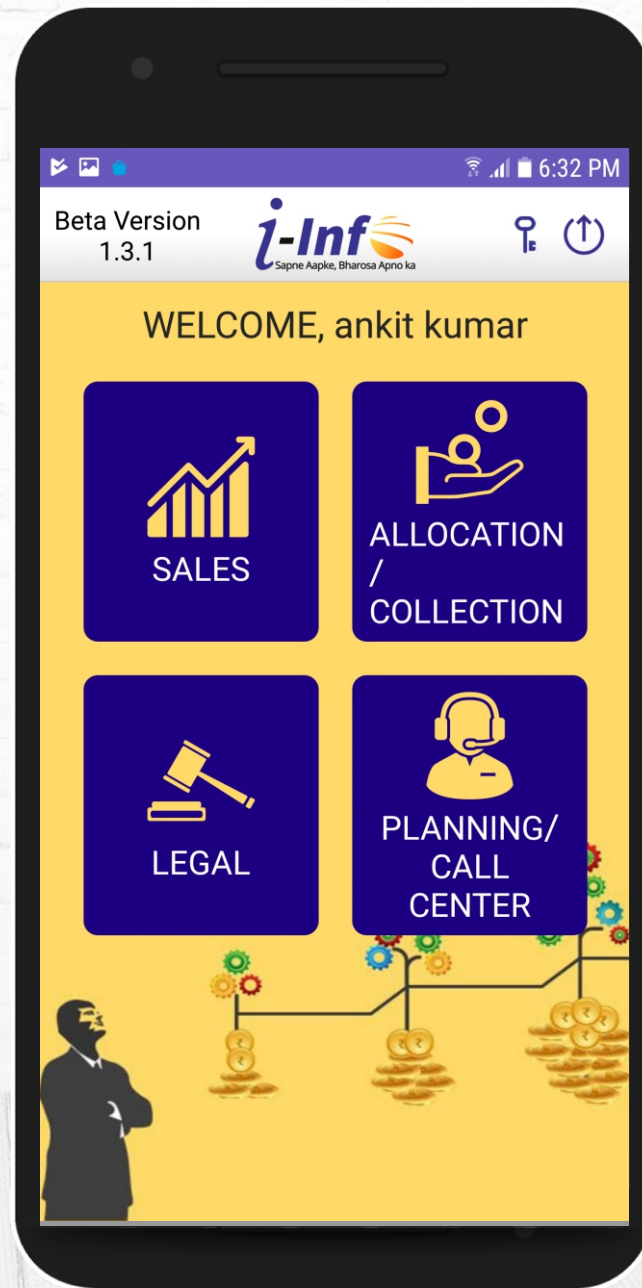 6:32 PM
Beta Version
1.3.1
i-Info
Sapne Aapke, Bharosa Apno ka
WELCOME, ankit kumar
SALES
ALLOCATION
/
COLLECTION
LEGAL
PLANNING/
CALL
CENTER